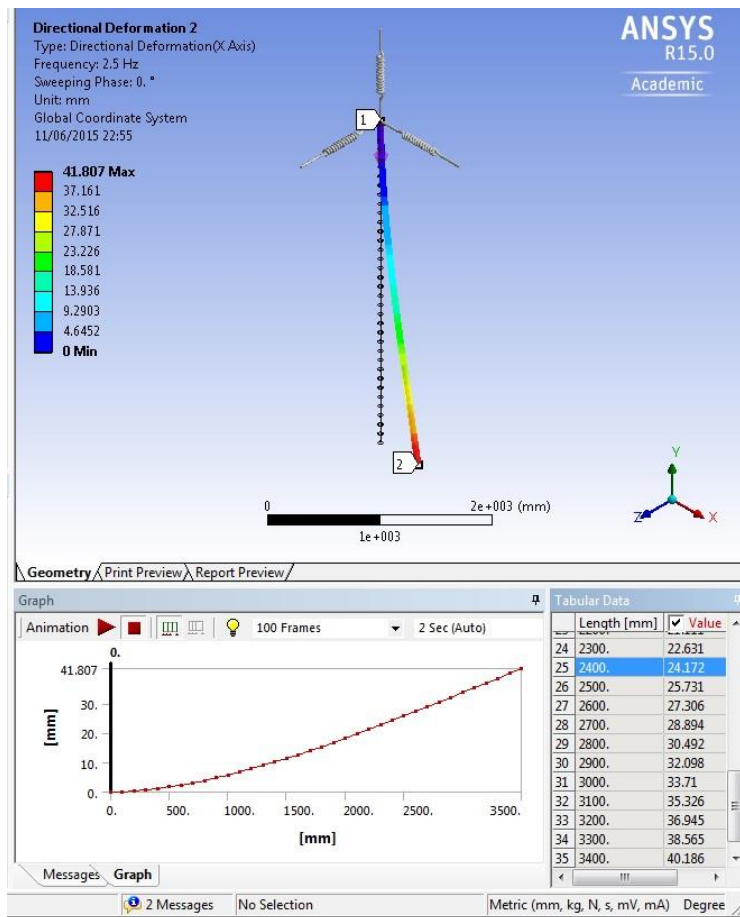 Directional Deformation 2
Type: Directional Deformation(X Axis)
Frequency: 2.5 Hz
Sweeping Phase: 0. °
Unit: mm
Global Coordinate System
11/06/2015 22:55
ANSYS
R15.0
Academic
41.807 Max
37.161
32.516
27.871
23.226
18.581
13.936
9.2903
4.6452
0 Min
1
2
0
2e+003 (mm)
1e+003
Y
Z
X
Geometry Print Preview Report Preview
Graph
Animation 100 Frames 2 Sec (Auto)
0.
41.807
30.
20.
10.
0.
[mm]
0. 500. 1000. 1500. 2000. 2500. 3500.
[mm]
Messages Graph
Tabular Data
Length [mm] Value
24 2300. 22.631
25 2400. 24.172
26 2500. 25.731
27 2600. 27.306
28 2700. 28.894
29 2800. 30.492
30 2900. 32.098
31 3000. 33.71
32 3100. 35.326
33 3200. 36.945
34 3300. 38.565
35 3400. 40.186
2 Messages No Selection Metric (mm, kg, N, s, mV, mA) Degree